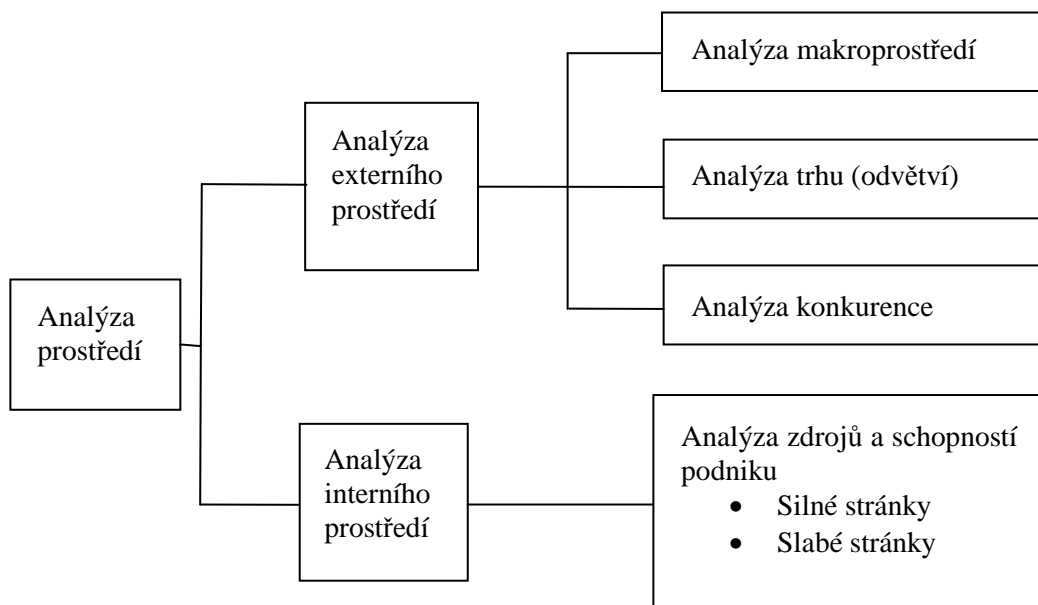 Analýza
prostředí
Analýza
externího
prostředí
Analýza makroprostředí
Analýza trhu (odvětví)
Analýza konkurence
Analýza
interního
prostředí
Analýza zdrojů a schopností
podniku
• Silné stránky
• Slabé stránky